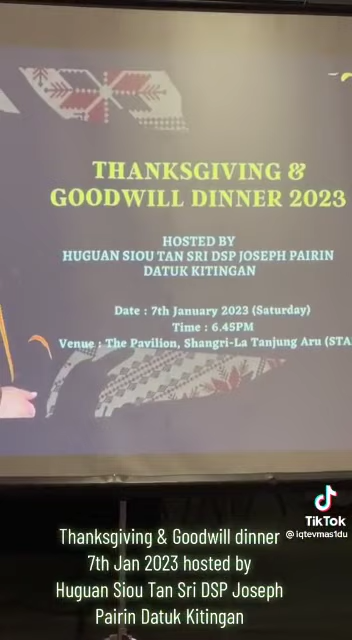 THANKSGIVING &
GOODWILL DINNER 2023
HOSTED BY
HUGUAN SIOU TAN SRI DSP JOSEPH PAIRIN
DATUK KITINGAN
Date : 7th January 2023 (Saturday)
Time : 6.45PM
Venue : The Pavilion, Shangri-La Tanjung Aru (STA
TikTok
@iqtevmas1du
Thanksgiving & Goodwill dinner
7th Jan 2023 hosted by
Huguan Siou Tan Sri DSP Joseph
Pairin Datuk Kitingan